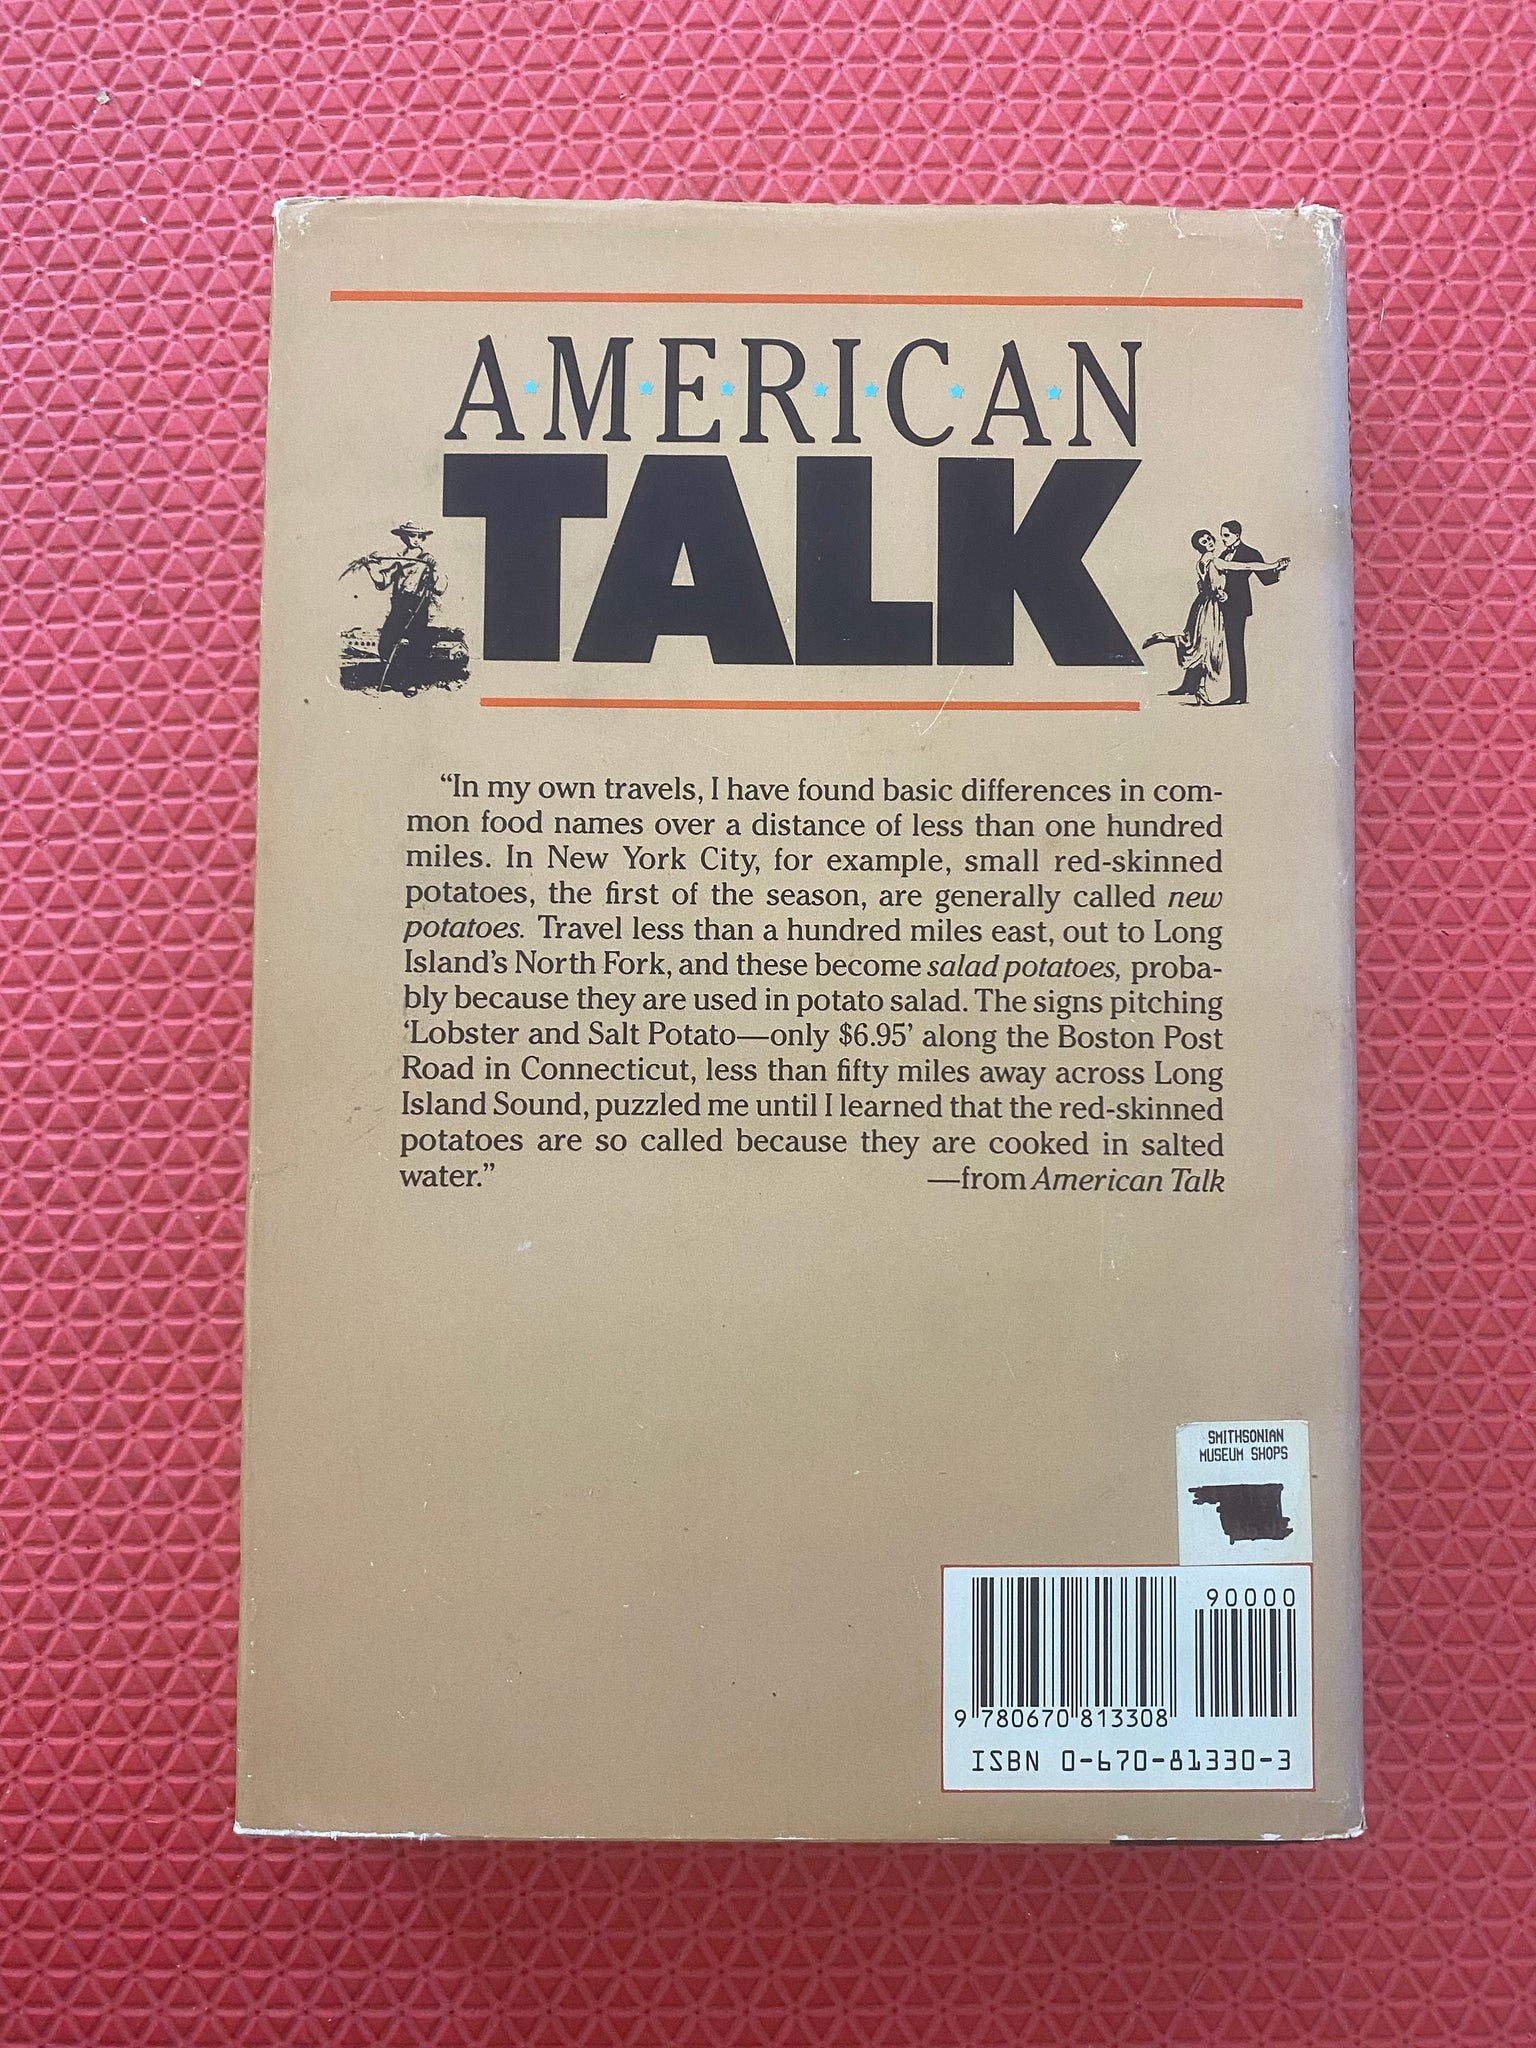 A·M·E·R·I·C·A·N
TALK
“In my own travels, I have found basic differences in com-
mon food names over a distance of less than one hundred
miles. In New York City, for example, small red-skinned
potatoes, the first of the season, are generally called new
potatoes. Travel less than a hundred miles east, out to Long
Island’s North Fork, and these become salad potatoes, proba-
bly because they are used in potato salad. The signs pitching
‘Lobster and Salt Potato—only $6.95’ along the Boston Post
Road in Connecticut, less than fifty miles away across Long
Island Sound, puzzled me until I learned that the red-skinned
potatoes are so called because they are cooked in salted
water.” —from American Talk
SMITHSONIAN
MUSEUM SHOPS
90000
9 780670 813308
ISBN 0-670-81330-3